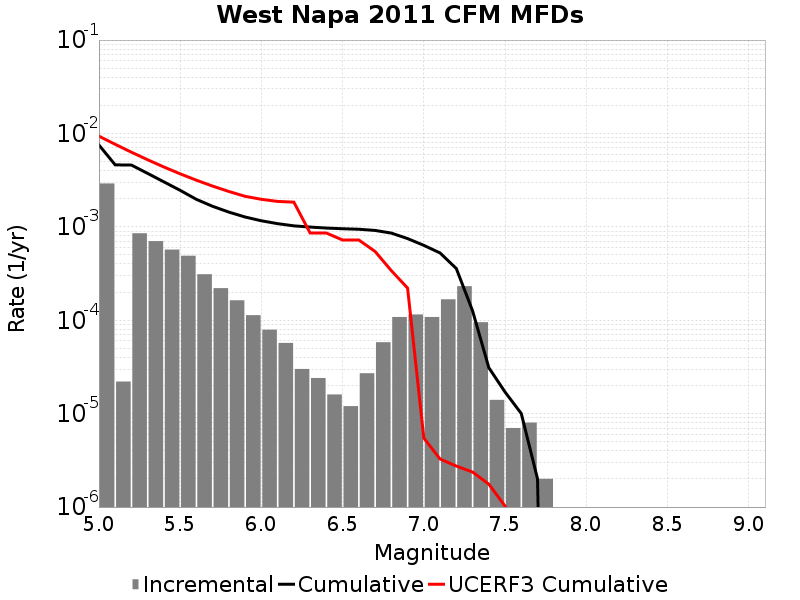 West Napa 2011 CFM MFDs
10-1
10-2
10-3
10-4
10-5
10-6
Rate (1/yr)
5.0 5.5 6.0 6.5 7.0 7.5 8.0 8.5 9.0
Magnitude
Incremental Cumulative UCERF3 Cumulative